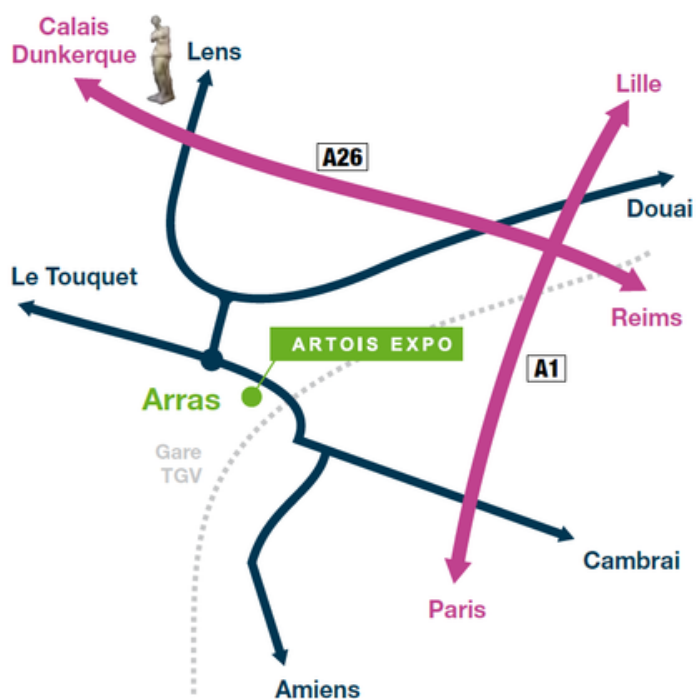 Calais
Dunkerque
Lens
Lille
A26
Douai
Le Touquet
Reims
ARTOIS EXPO
A1
Arras
Gare
TGV
Cambrai
Paris
Amiens